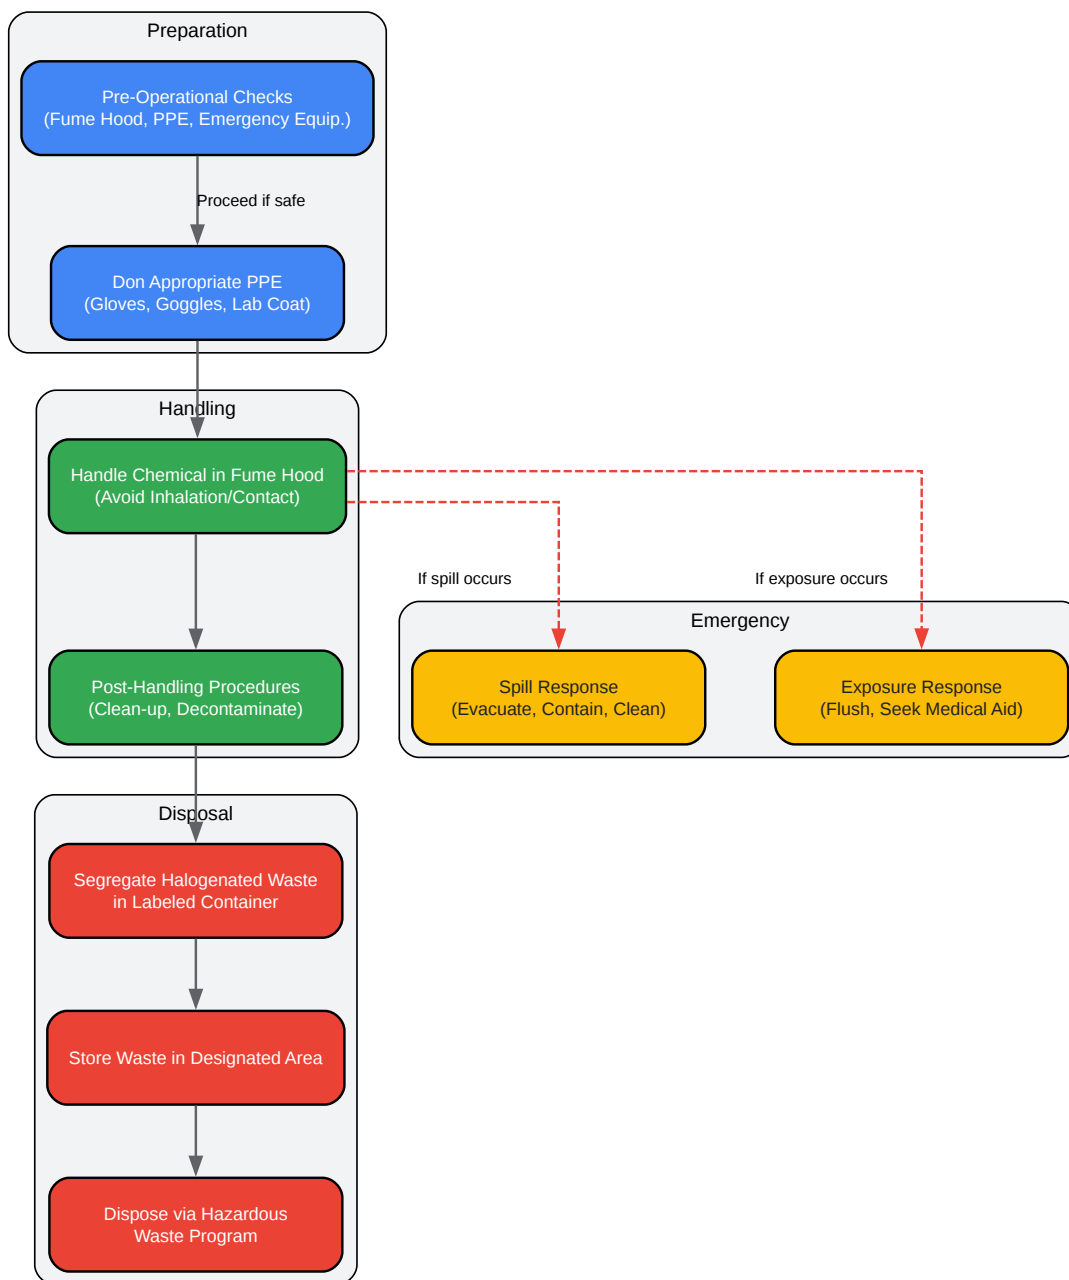 Preparation
Pre-Operational Checks
(Fume Hood, PPE, Emergency Equip.)
Proceed if safe
Don Appropriate PPE
(Gloves, Goggles, Lab Coat)
Handling
Handle Chemical in Fume Hood
(Avoid Inhalation/Contact)
If spill occurs
If exposure occurs
Emergency
Post-Handling Procedures
(Clean-up, Decontaminate)
Spill Response
(Evacuate, Contain, Clean)
Exposure Response
(Flush, Seek Medical Aid)
Disposal
Segregate Halogenated Waste
in Labeled Container
Store Waste in Designated Area
Dispose via Hazardous
Waste Program